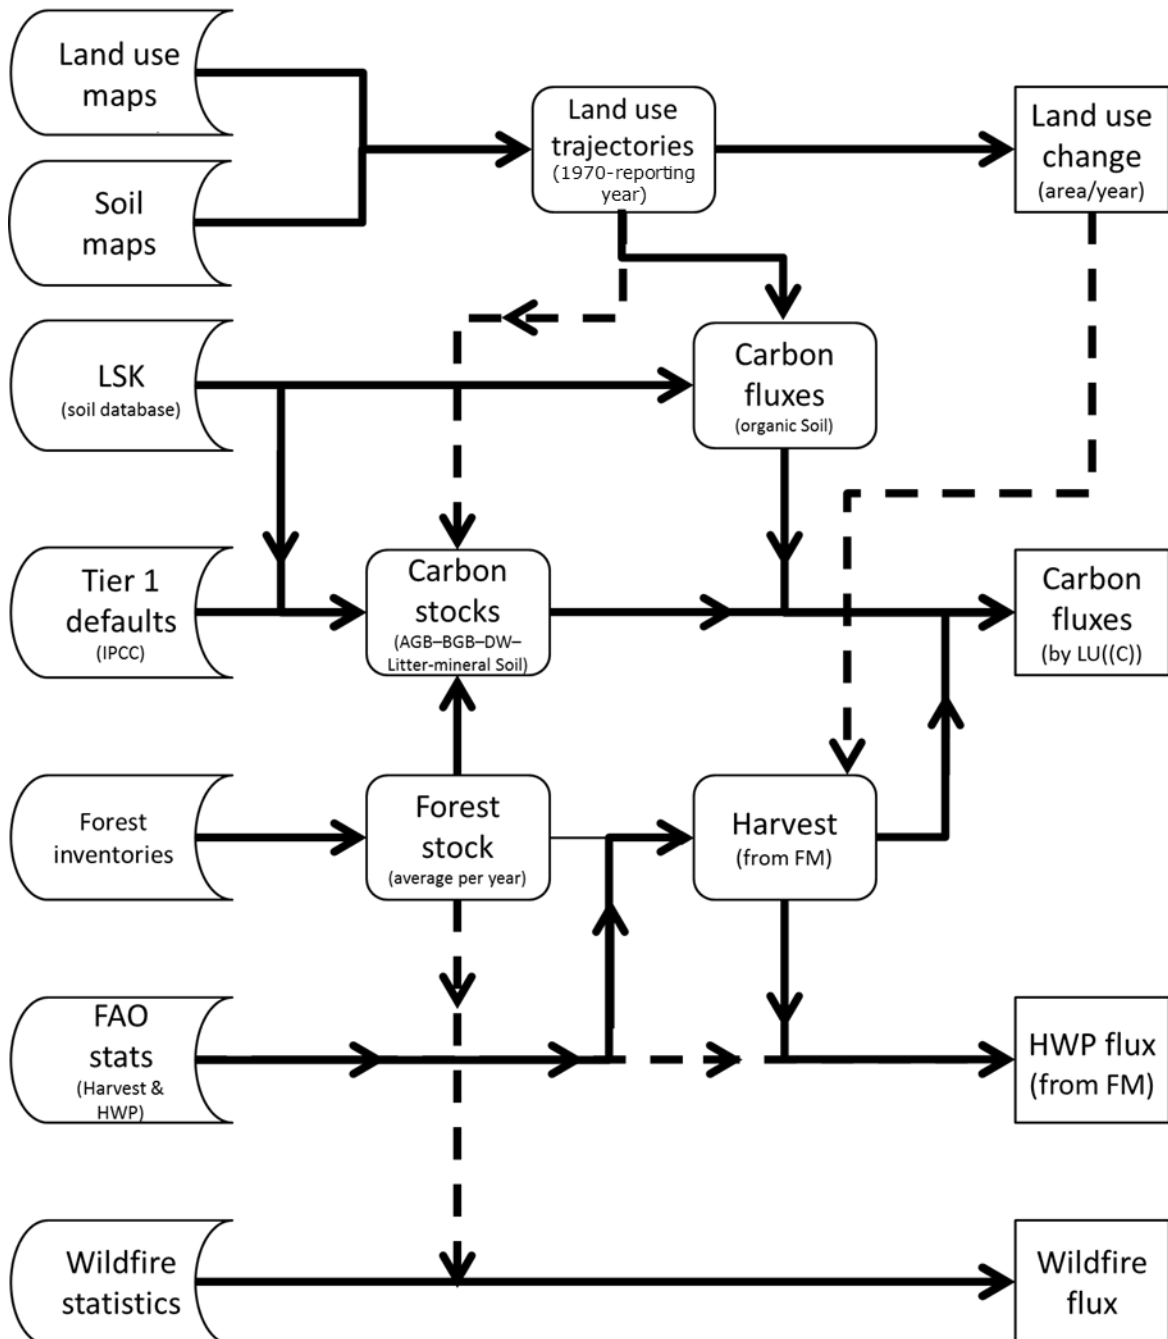 Land use
maps
Soil
maps
Land use
trajectories
(1970-reporting
year)
Land use
change
(area/year)
LSK
(soil database)
Carbon
fluxes
(organic Soil)
Tier 1
defaults
(IPCC)
Carbon
stocks
(AGB–BGB–DW–
Litter-mineral Soil)
Carbon
fluxes
(by LU((C))
Forest
inventories
Forest
stock
(average per year)
Harvest
(from FM)
FAO
stats
(Harvest &
HWP)
HWP flux
(from FM)
Wildfire
statistics
Wildfire
flux